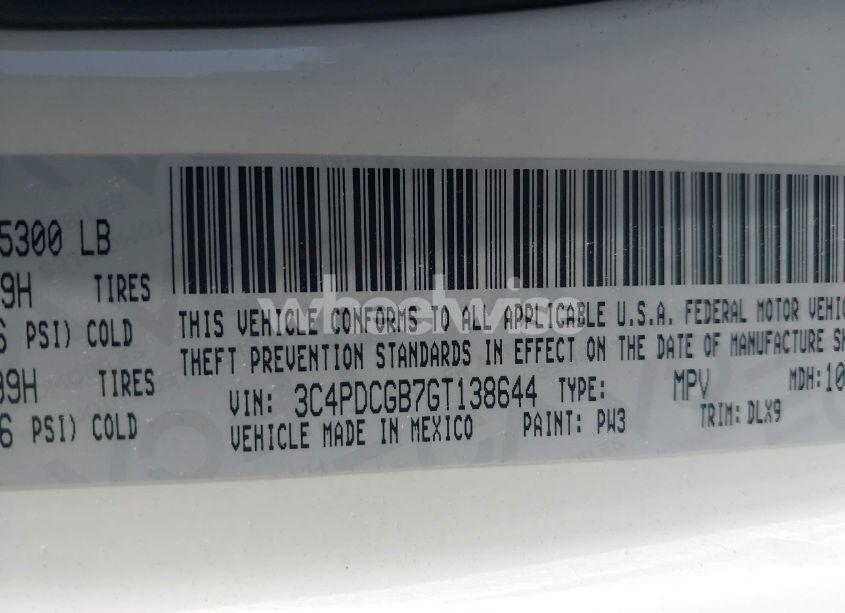 5300 LB
9H TIRES
6 PSI) COLD
99H TIRES
6 PSI) COLD
THIS VEHICLE CONFORMS TO ALL APPLICABLE U.S.A. FEDERAL MOTOR VEHIC
THEFT PREVENTION STANDARDS IN EFFECT ON THE DATE OF MANUFACTURE SH
VIN: 3C4PDCGB7GT138644 TYPE: MPV MDH:10
VEHICLE MADE IN MEXICO PAINT: PW3 TRIM: DLX9
wheelwise